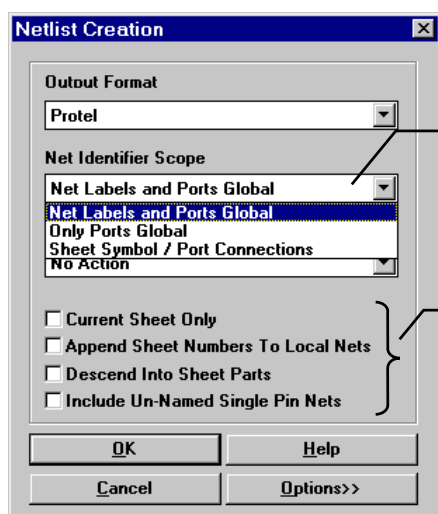 Netlist Creation
Output Format
Protel
Net Identifier Scope
Net Labels and Ports Global
Net Labels and Ports Global
Only Ports Global
Sheet Symbol / Port Connections
No Action
Current Sheet Only
Append Sheet Numbers To Local Nets
Descend Into Sheet Parts
Include Un-Named Single Pin Nets
OK
Help
Cancel
Options>>